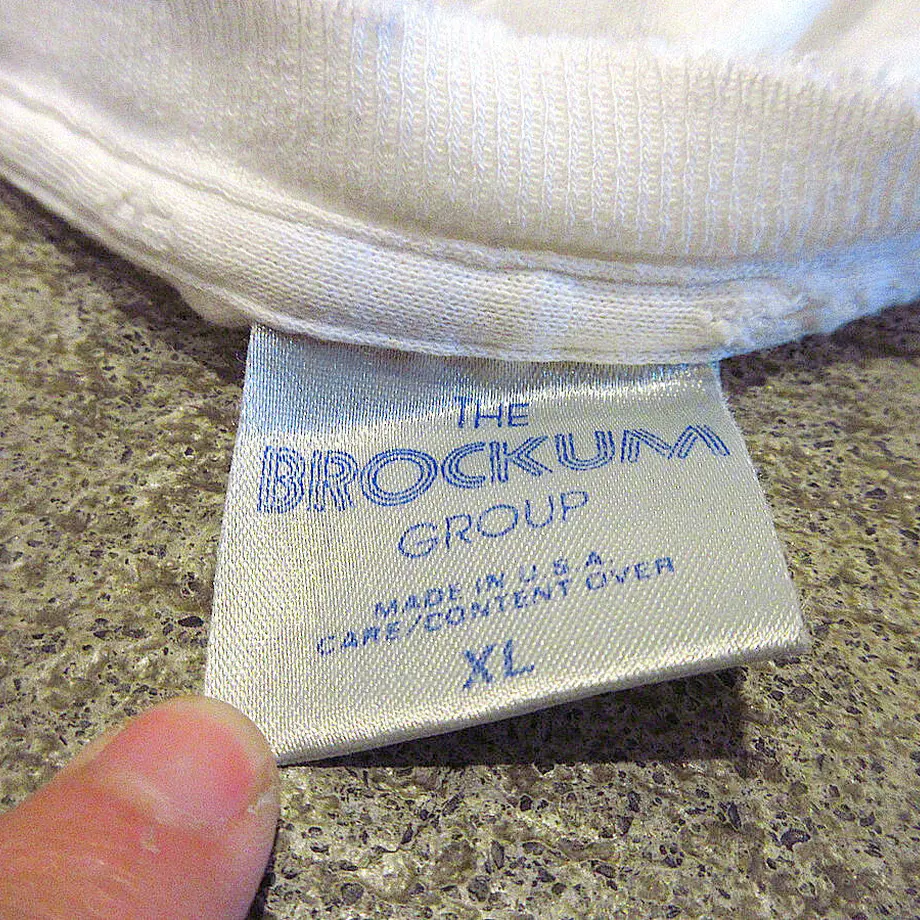 THE
BROCKUM
GROUP
MADE IN U.S.A.
CARE/CONTENT OVER
XL